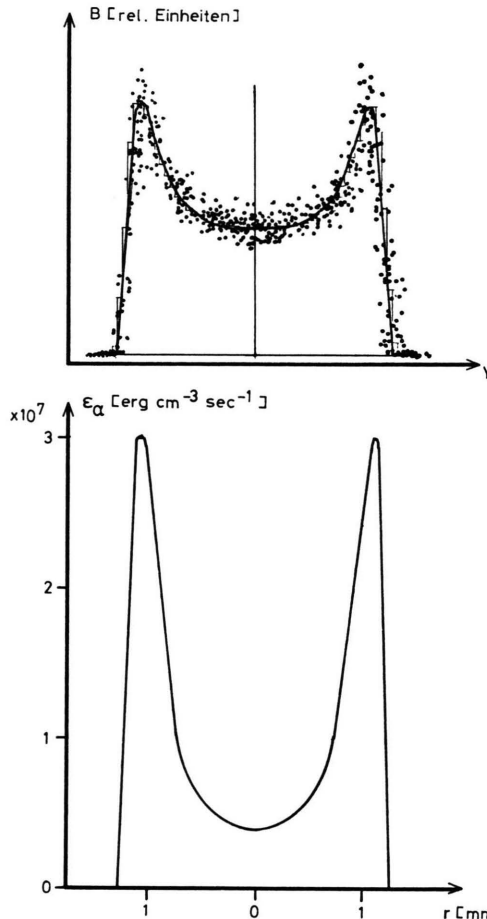 B [rel. Einheiten]
Y
ε_α [erg cm⁻³ sec⁻¹]
x10⁷
3
2
1
0
1 0 1 r [mm